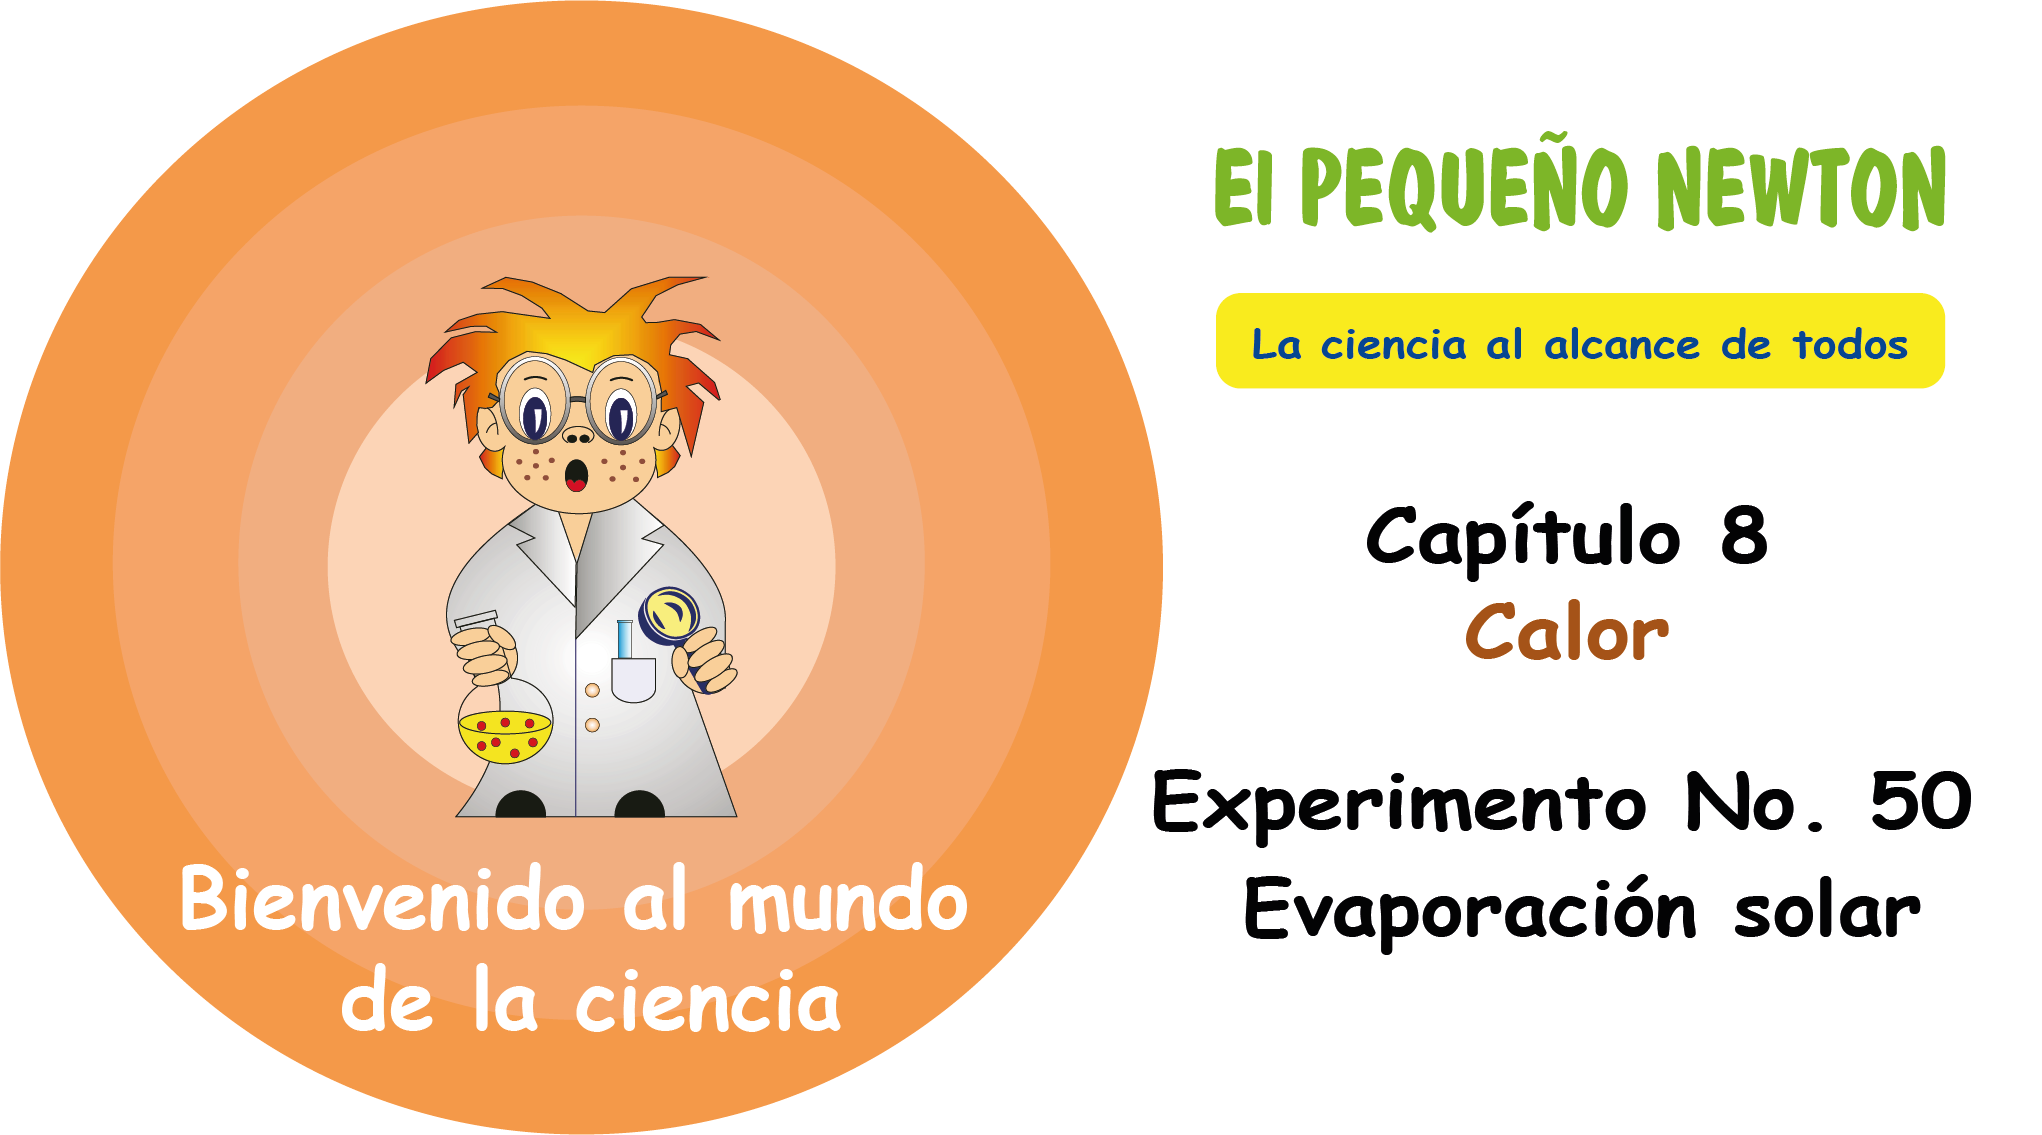 El PEQUEÑO NEWTON
La ciencia al alcance de todos
Capítulo 8
Calor
Experimento No. 50
Evaporación solar
Bienvenido al mundo
de la ciencia